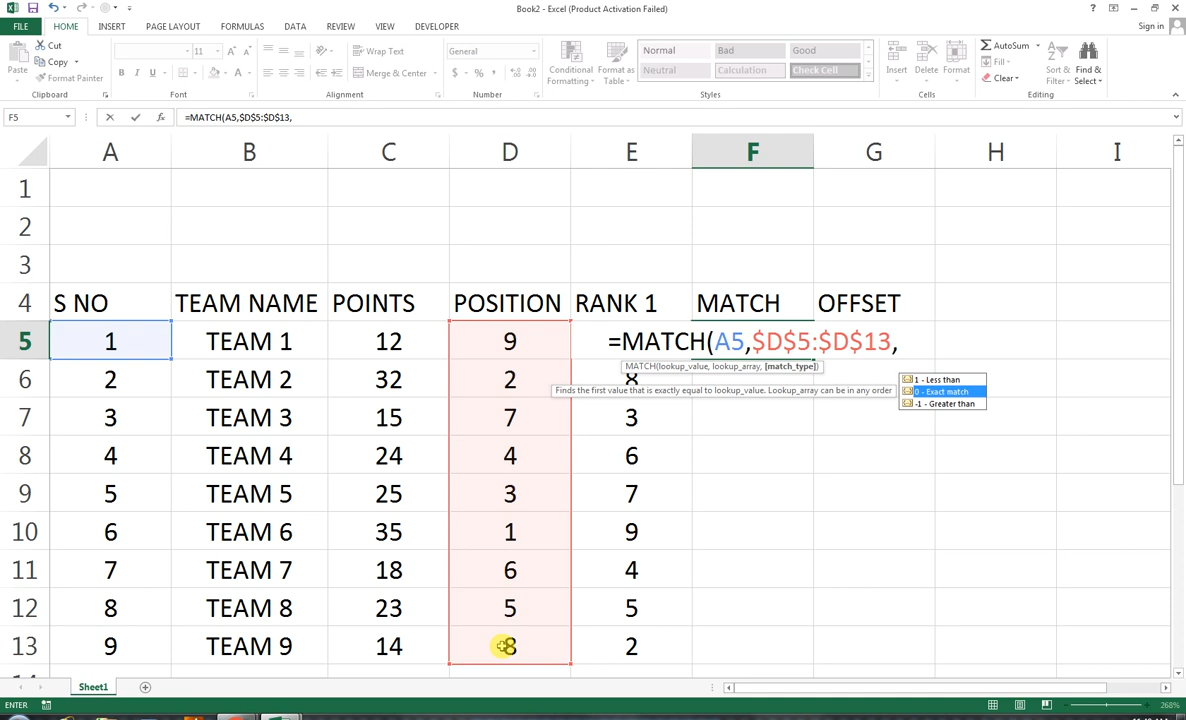 Book2 - Excel (Product Activation Failed)
FILE HOME INSERT PAGE LAYOUT FORMULAS DATA REVIEW VIEW DEVELOPER Sign in
Paste
Cut
Copy
Format Painter
11
A A
B I U A
Wrap Text
Merge & Center
General
$ % ,
Conditional Formatting
Format as Table
Normal Bad Good
Neutral Calculation Check Cell
Insert Delete Format
AutoSum
Fill
Clear
Sort & Filter
Find & Select
Clipboard Font Alignment Number Styles Cells Editing
F5 fx =MATCH(A5,$D$5:$D$13,
A B C D E F G H I
1
2
3
4 S NO TEAM NAME POINTS POSITION RANK 1 MATCH OFFSET
5 1 TEAM 1 12 9 =MATCH(A5,$D$5:$D$13,
MATCH(lookup_value, lookup_array, [match_type])
6 2 TEAM 2 32 2 8
Finds the first value that is exactly equal to lookup_value. Lookup_array can be in any order
1 - Less than
0 - Exact match
-1 - Greater than
7 3 TEAM 3 15 7 3
8 4 TEAM 4 24 4 6
9 5 TEAM 5 25 3 7
10 6 TEAM 6 35 1 9
11 7 TEAM 7 18 6 4
12 8 TEAM 8 23 5 5
13 9 TEAM 9 14 8 2
Sheet1
ENTER 268%